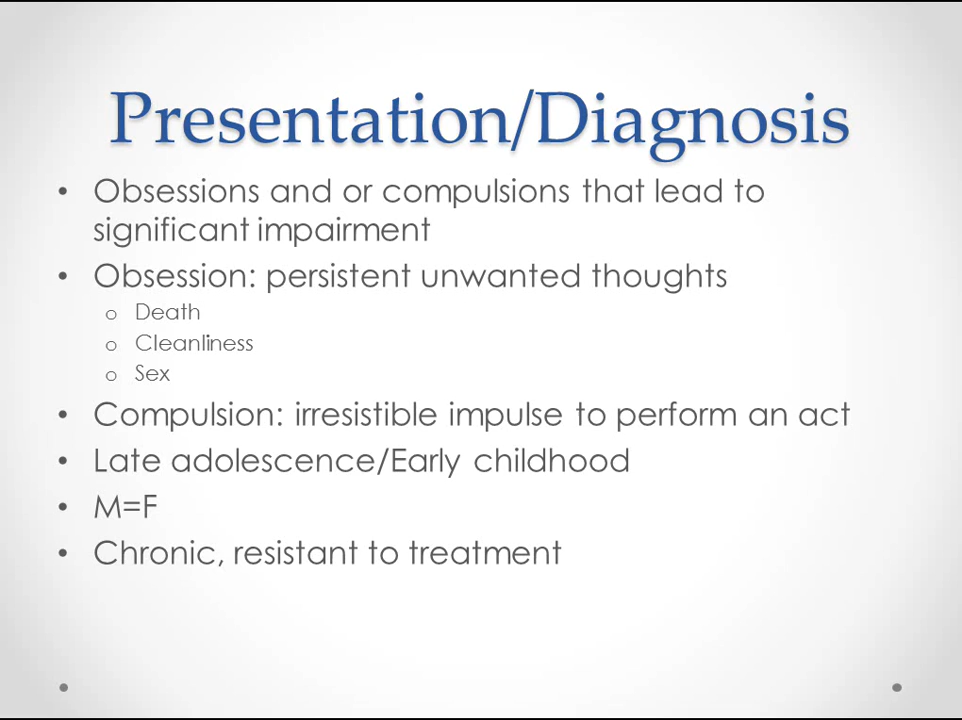 Presentation/Diagnosis
• Obsessions and or compulsions that lead to
significant impairment
• Obsession: persistent unwanted thoughts
o Death
o Cleanliness
o Sex
• Compulsion: irresistible impulse to perform an act
• Late adolescence/Early childhood
• M=F
• Chronic, resistant to treatment